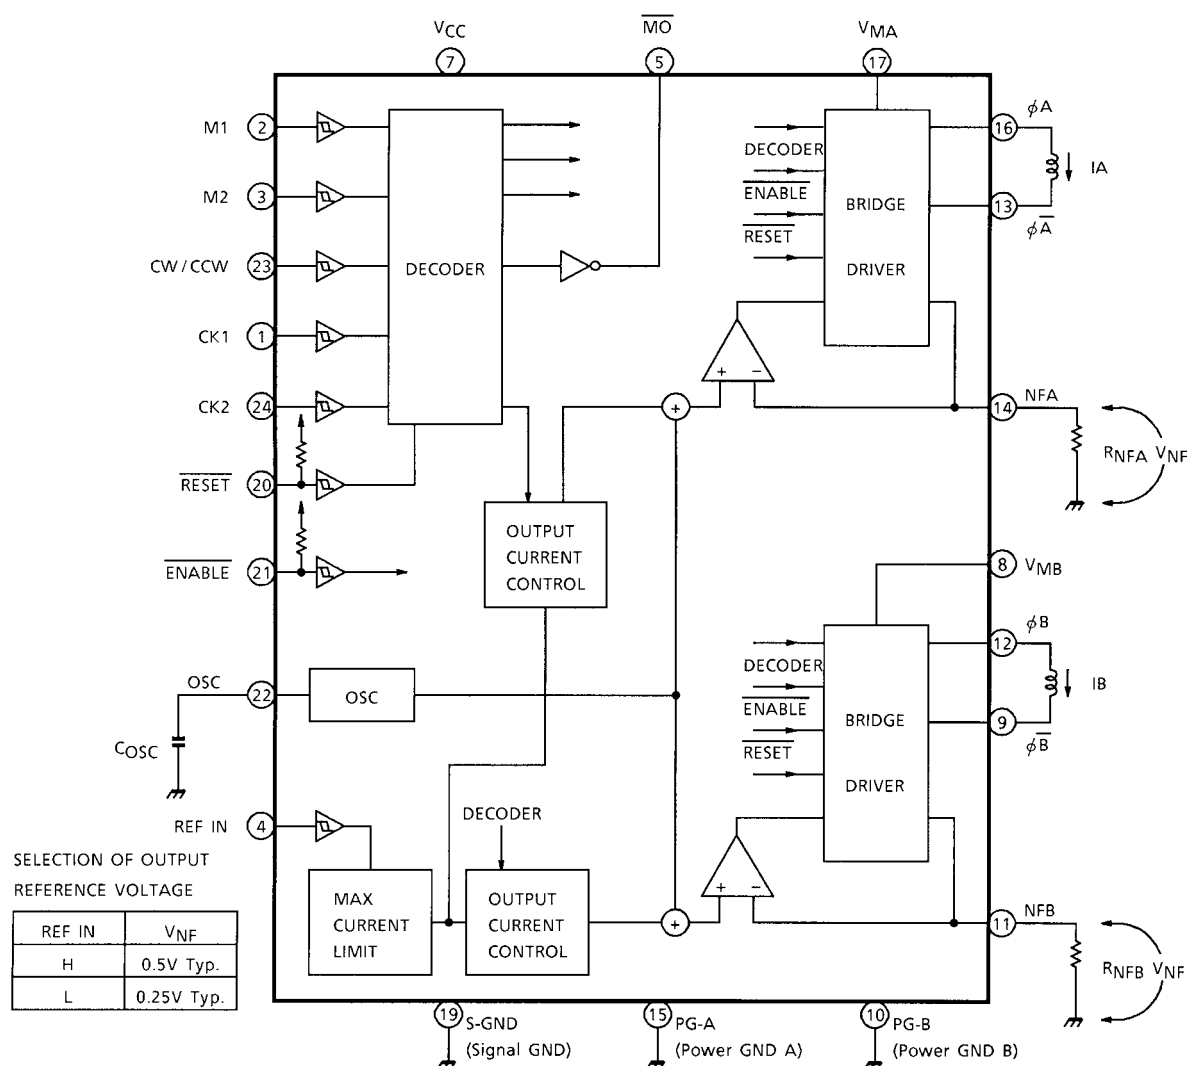 VCC
MO
VMA
7
5
17
M1
2
M2
3
CW/CCW
23
CK1
1
CK2
24
RESET
20
ENABLE
21
DECODER
OUTPUT
CURRENT
CONTROL
DECODER
ENABLE
RESET
BRIDGE
DRIVER
+
+ −
16
φA
IA
13
φA
14
NFA
RNFA
VNF
8
VMB
OSC
22
OSC
COSC
DECODER
ENABLE
RESET
BRIDGE
DRIVER
12
φB
IB
9
φB
REF IN
4
DECODER
MAX
CURRENT
LIMIT
OUTPUT
CURRENT
CONTROL
+
+ −
11
NFB
RNFB
VNF
SELECTION OF OUTPUT
REFERENCE VOLTAGE
REF IN VNF
H 0.5V Typ.
L 0.25V Typ.
19
S-GND
(Signal GND)
15
PG-A
(Power GND A)
10
PG-B
(Power GND B)